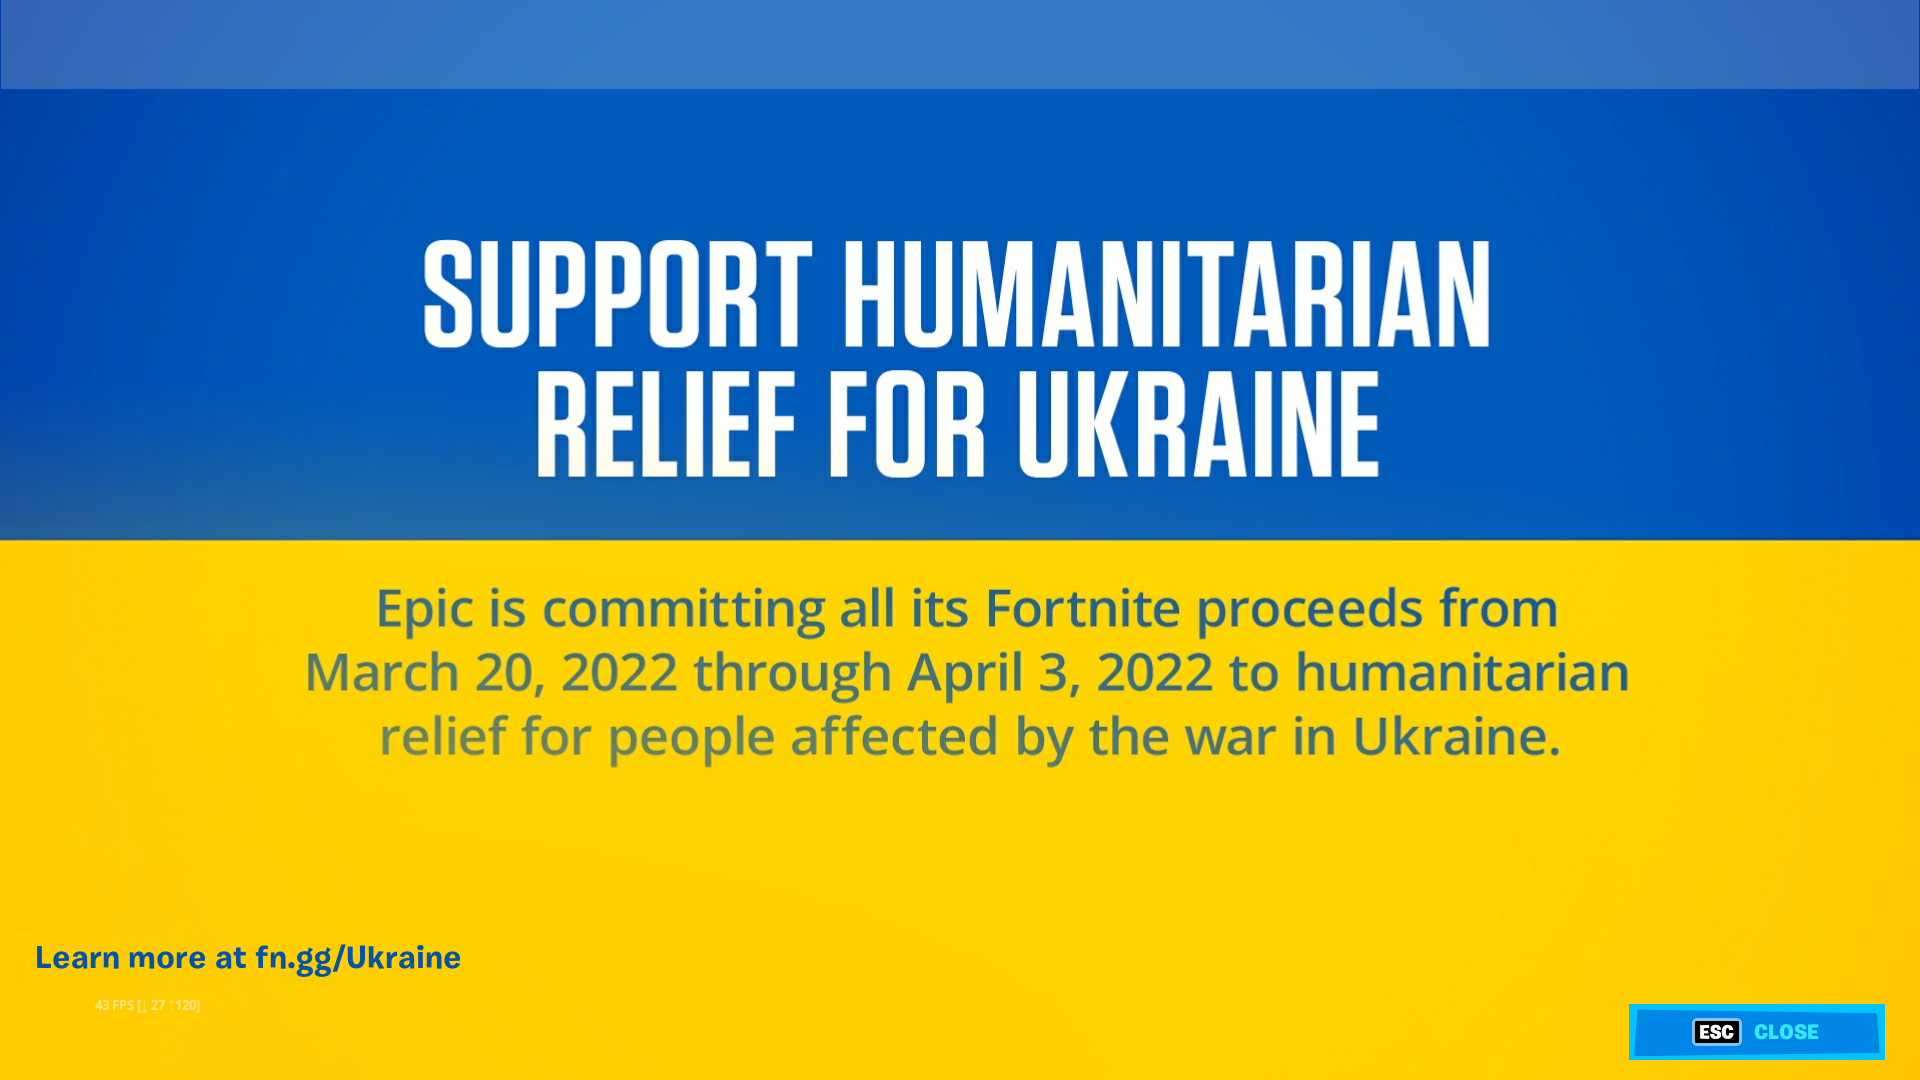 SUPPORT HUMANITARIAN
RELIEF FOR UKRAINE
Epic is committing all its Fortnite proceeds from
March 20, 2022 through April 3, 2022 to humanitarian
relief for people affected by the war in Ukraine.
Learn more at fn.gg/Ukraine
43 FPS [↓ 27 ↑120]
ESC CLOSE